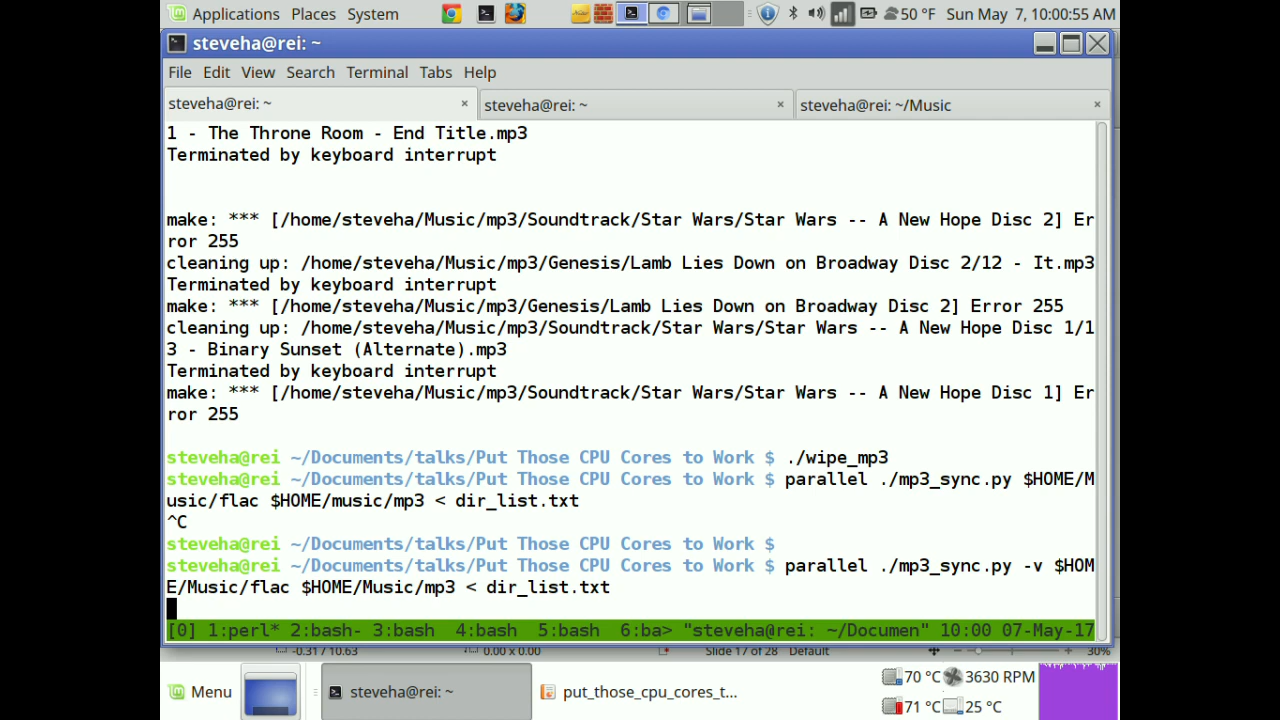 Applications Places System 50 °F Sun May 7, 10:00:55 AM
steveha@rei: ~
File Edit View Search Terminal Tabs Help
steveha@rei: ~ × steveha@rei: ~ × steveha@rei: ~/Music ×
1 - The Throne Room - End Title.mp3
Terminated by keyboard interrupt
make: *** [/home/steveha/Music/mp3/Soundtrack/Star Wars/Star Wars -- A New Hope Disc 2] Er
ror 255
cleaning up: /home/steveha/Music/mp3/Genesis/Lamb Lies Down on Broadway Disc 2/12 - It.mp3
Terminated by keyboard interrupt
make: *** [/home/steveha/Music/mp3/Genesis/Lamb Lies Down on Broadway Disc 2] Error 255
cleaning up: /home/steveha/Music/mp3/Soundtrack/Star Wars/Star Wars -- A New Hope Disc 1/1
3 - Binary Sunset (Alternate).mp3
Terminated by keyboard interrupt
make: *** [/home/steveha/Music/mp3/Soundtrack/Star Wars/Star Wars -- A New Hope Disc 1] Er
ror 255
steveha@rei ~/Documents/talks/Put Those CPU Cores to Work $ ./wipe_mp3
steveha@rei ~/Documents/talks/Put Those CPU Cores to Work $ parallel ./mp3_sync.py $HOME/M
usic/flac $HOME/music/mp3 < dir_list.txt
^C
steveha@rei ~/Documents/talks/Put Those CPU Cores to Work $
steveha@rei ~/Documents/talks/Put Those CPU Cores to Work $ parallel ./mp3_sync.py -v $HOM
E/Music/flac $HOME/Music/mp3 < dir_list.txt
[0] 1:perl* 2:bash- 3:bash 4:bash 5:bash 6:ba> "steveha@rei: ~/Documen" 10:00 07-May-17
-0.31 / 10.63 0.00 x 0.00 Slide 17 of 28 Default 30%
Menu steveha@rei: ~ put_those_cpu_cores_t... 70 °C 3630 RPM
71 °C 25 °C